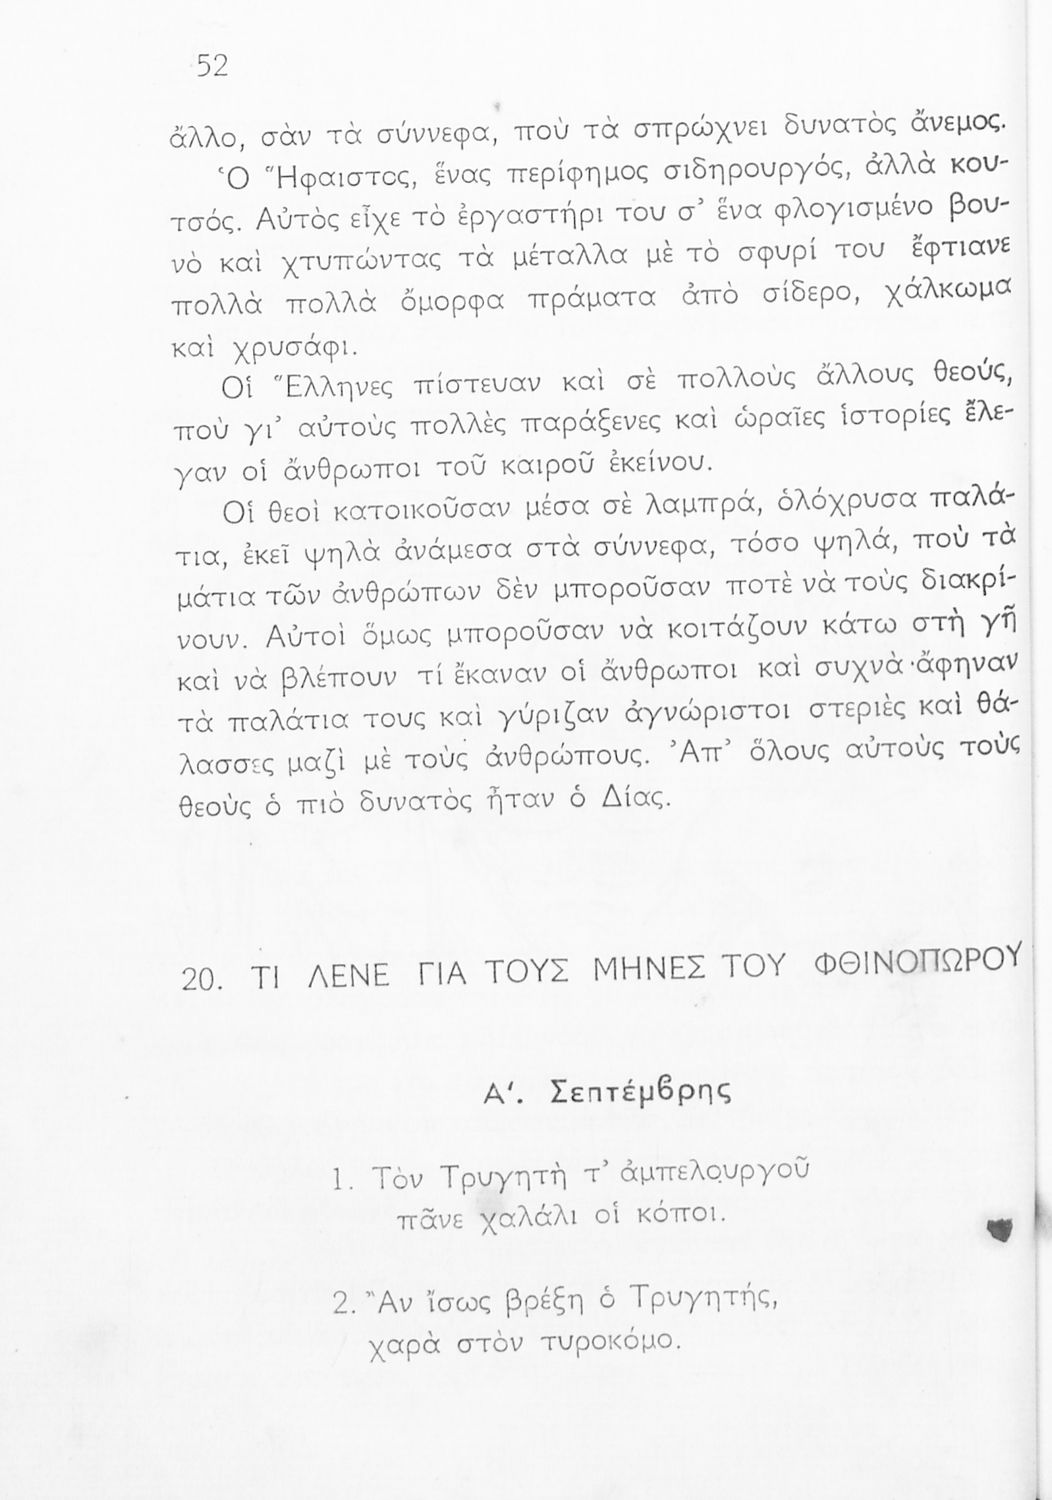 52
ἄλλο, σὰν τὰ σύννεφα, ποὺ τὰ σπρώχνει δυνατὸς ἄνεμος.
Ὁ Ἥφαιστος, ἕνας περίφημος σιδηρουργός, ἀλλὰ κου-
τσός. Αὐτὸς εἶχε τὸ ἐργαστήρι του σ᾽ ἕνα φλογισμένο βου-
νὸ καὶ χτυπώντας τὰ μέταλλα μὲ τὸ σφυρί του ἔφτιανε
πολλὰ πολλὰ ὄμορφα πράματα ἀπὸ σίδερο, χάλκωμα
καὶ χρυσάφι.
Οἱ Ἕλληνες πίστευαν καὶ σὲ πολλοὺς ἄλλους θεούς,
ποὺ γι᾽ αὐτοὺς πολλὲς παράξενες καὶ ὡραῖες ἱστορίες ἔλε-
γαν οἱ ἄνθρωποι τοῦ καιροῦ ἐκείνου.
Οἱ θεοὶ κατοικοῦσαν μέσα σὲ λαμπρά, ὁλόχρυσα παλά-
τια, ἐκεῖ ψηλὰ ἀνάμεσα στὰ σύννεφα, τόσο ψηλά, ποὺ τὰ
μάτια τῶν ἀνθρώπων δὲν μποροῦσαν ποτὲ νὰ τοὺς διακρί-
νουν. Αὐτοὶ ὅμως μποροῦσαν νὰ κοιτάζουν κάτω στὴ γῆ
καὶ νὰ βλέπουν τί ἔκαναν οἱ ἄνθρωποι καὶ συχνὰ ἄφηναν
τὰ παλάτια τους καὶ γύριζαν ἀγνώριστοι στεριὲς καὶ θά-
λασσες μαζὶ μὲ τοὺς ἀνθρώπους. Ἀπ᾽ ὅλους αὐτοὺς τοὺς
θεοὺς ὁ πιὸ δυνατὸς ἦταν ὁ Δίας.
20. ΤΙ ΛΕΝΕ ΓΙΑ ΤΟΥΣ ΜΗΝΕΣ ΤΟΥ ΦΘΙΝΟΠΩΡΟΥ
Α′. Σεπτέμβρης
1. Τὸν Τρυγητὴ τ᾽ ἀμπελουργοῦ
πᾶνε χαλάλι οἱ κόποι.
2. Ἂν ἴσως βρέξη ὁ Τρυγητής,
χαρὰ στὸν τυροκόμο.